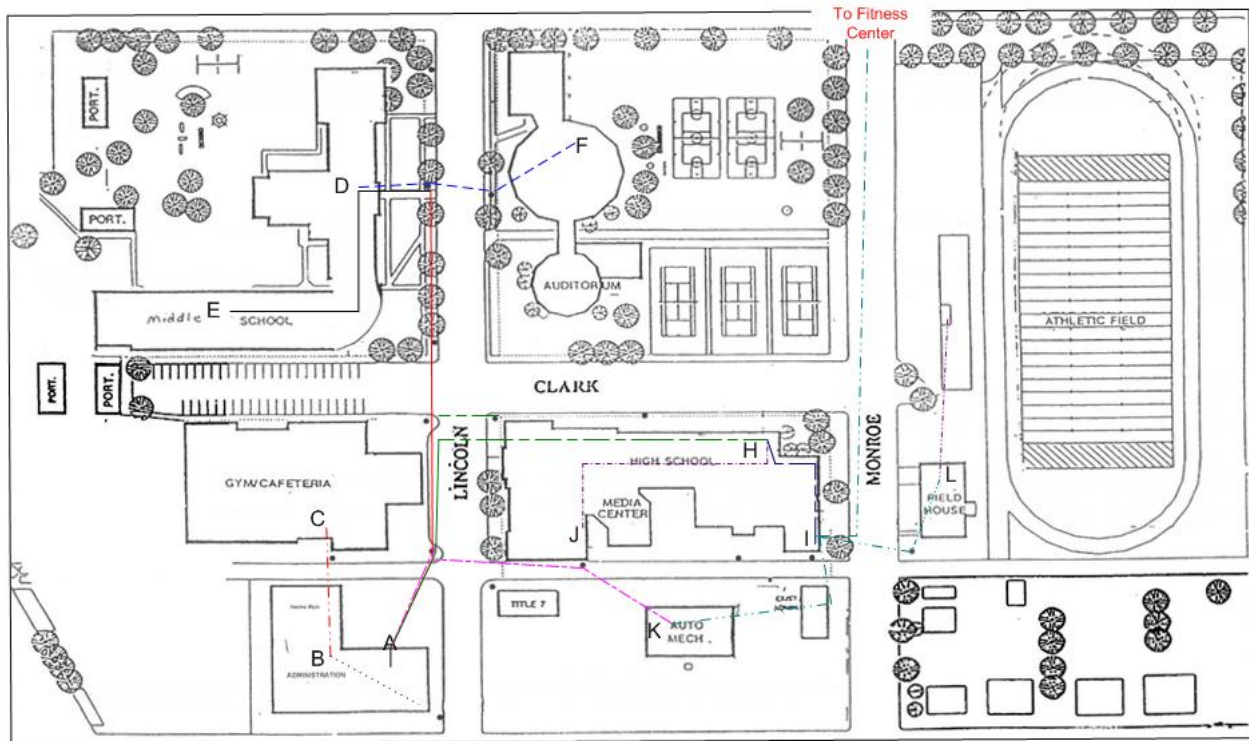 To Fitness
Center
PORT.
F
D
PORT.
AUDITORIUM
E
Middle SCHOOL
ATHLETIC FIELD
PORT.
PORT.
CLARK
LINCOLN
MONROE
H
HIGH SCHOOL
GYM/CAFETERIA
L
FIELD
HOUSE
MEDIA
CENTER
C
J
I
TITLE 7
K
AUTO
MECH.
A
B
ADMINISTRATION